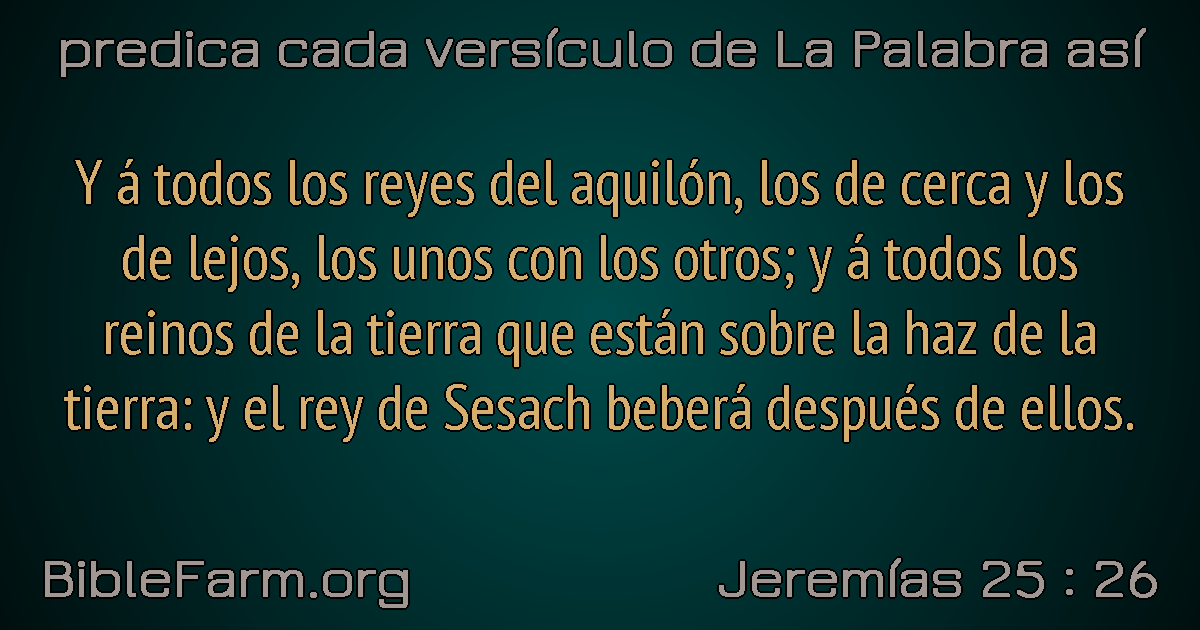 predica cada versículo de La Palabra así
Y á todos los reyes del aquilón, los de cerca y los
de lejos, los unos con los otros; y á todos los
reinos de la tierra que están sobre la haz de la
tierra: y el rey de Sesach beberá después de ellos.
BibleFarm.org
Jeremías 25 : 26